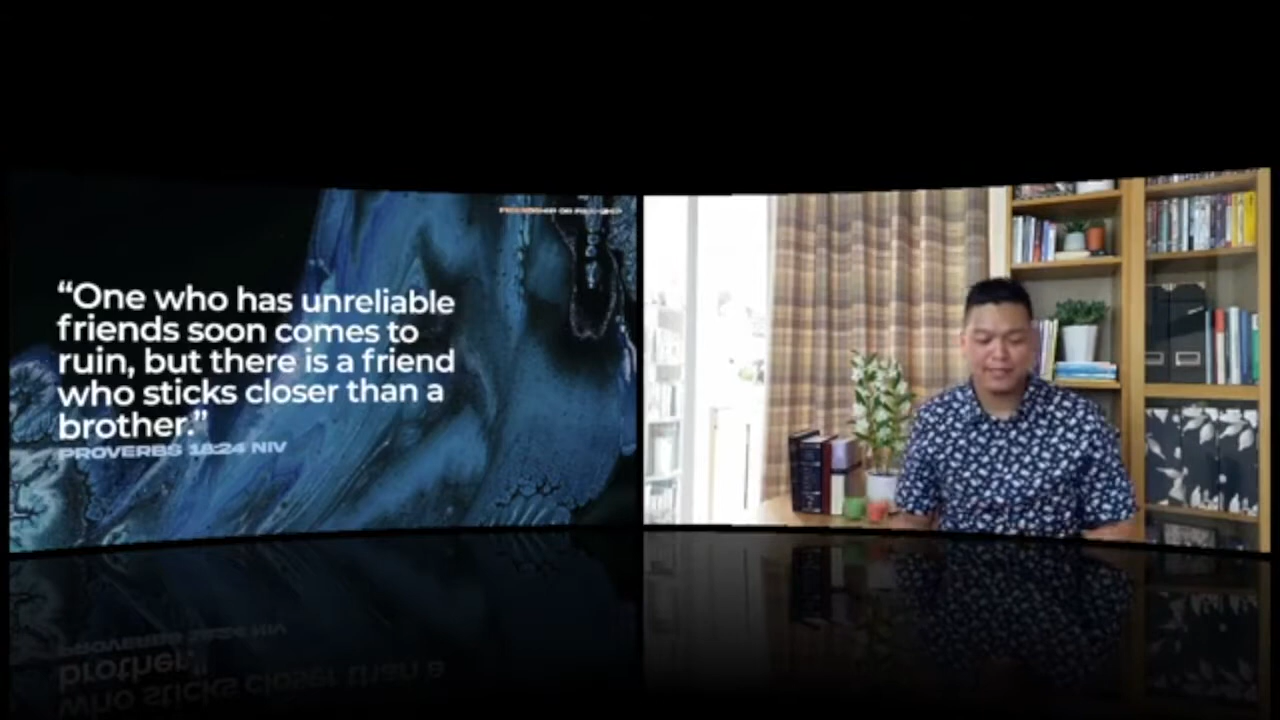 “One who has unreliable
friends soon comes to
ruin, but there is a friend
who sticks closer than a
brother.”
PROVERBS 18:24 NIV